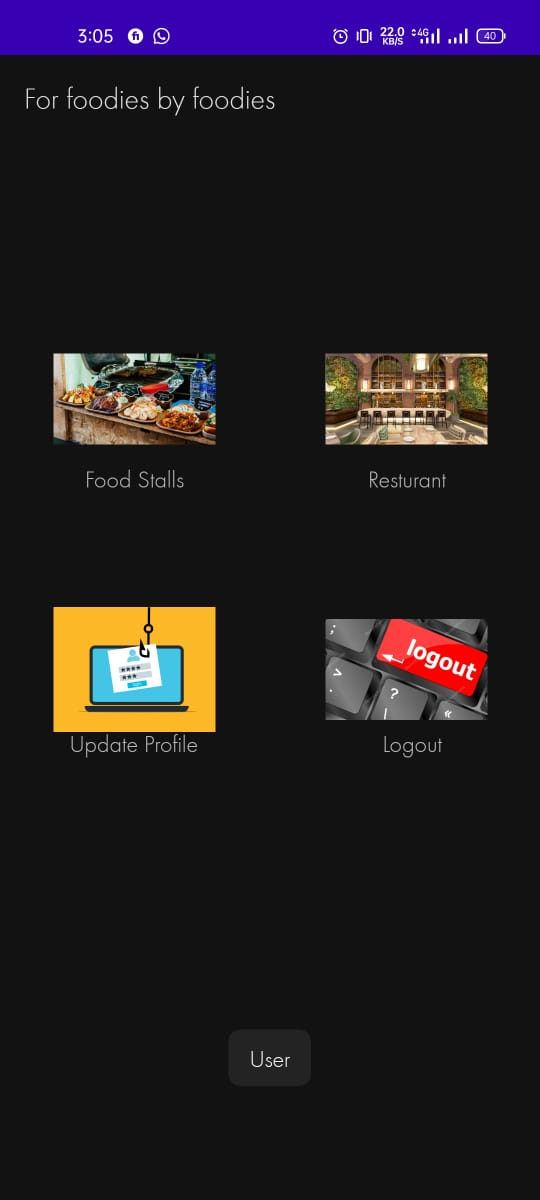 3:05 22.0 KB/S 4G 40
For foodies by foodies
Food Stalls
Resturant
Update Profile
logout
Logout
User